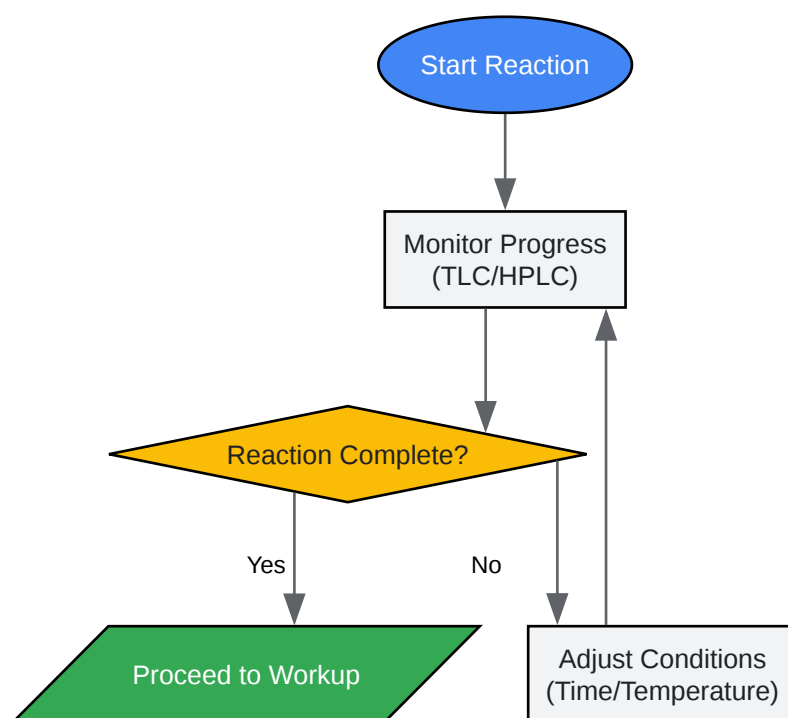 Start Reaction
Monitor Progress
(TLC/HPLC)
Reaction Complete?
Yes
No
Proceed to Workup
Adjust Conditions
(Time/Temperature)